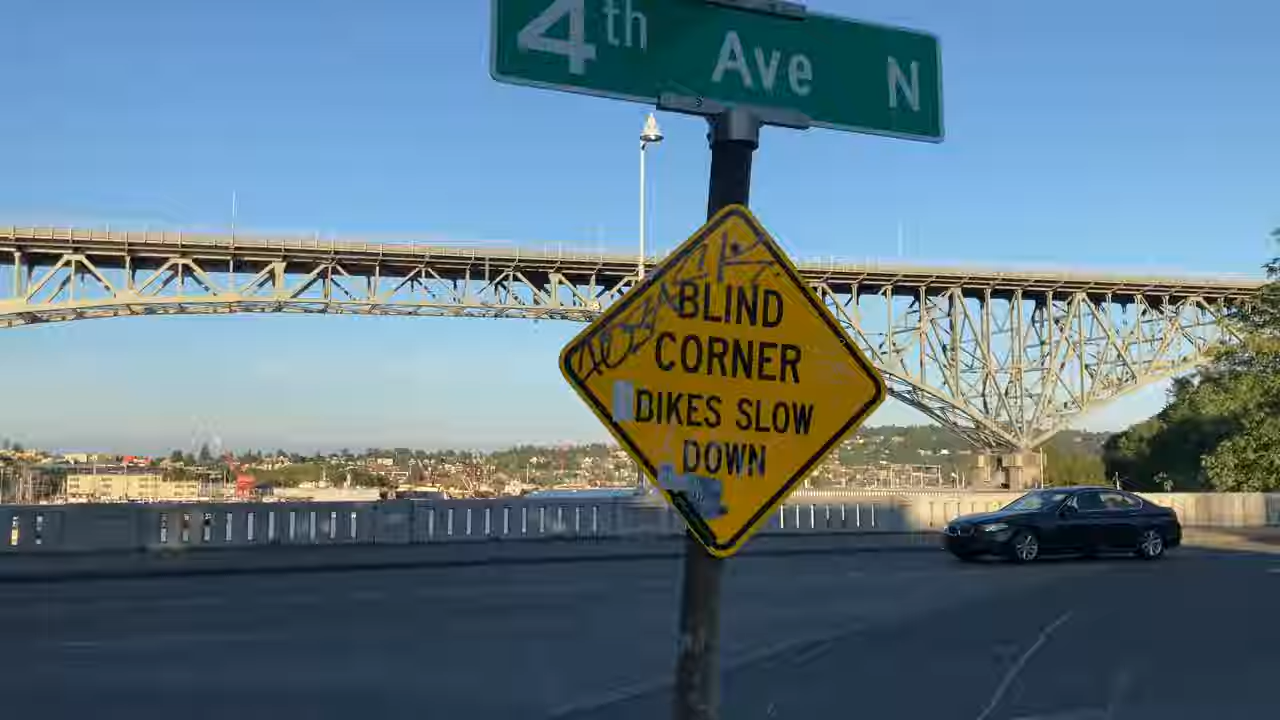 4th Ave N
BLIND
CORNER
DIKES SLOW
DOWN